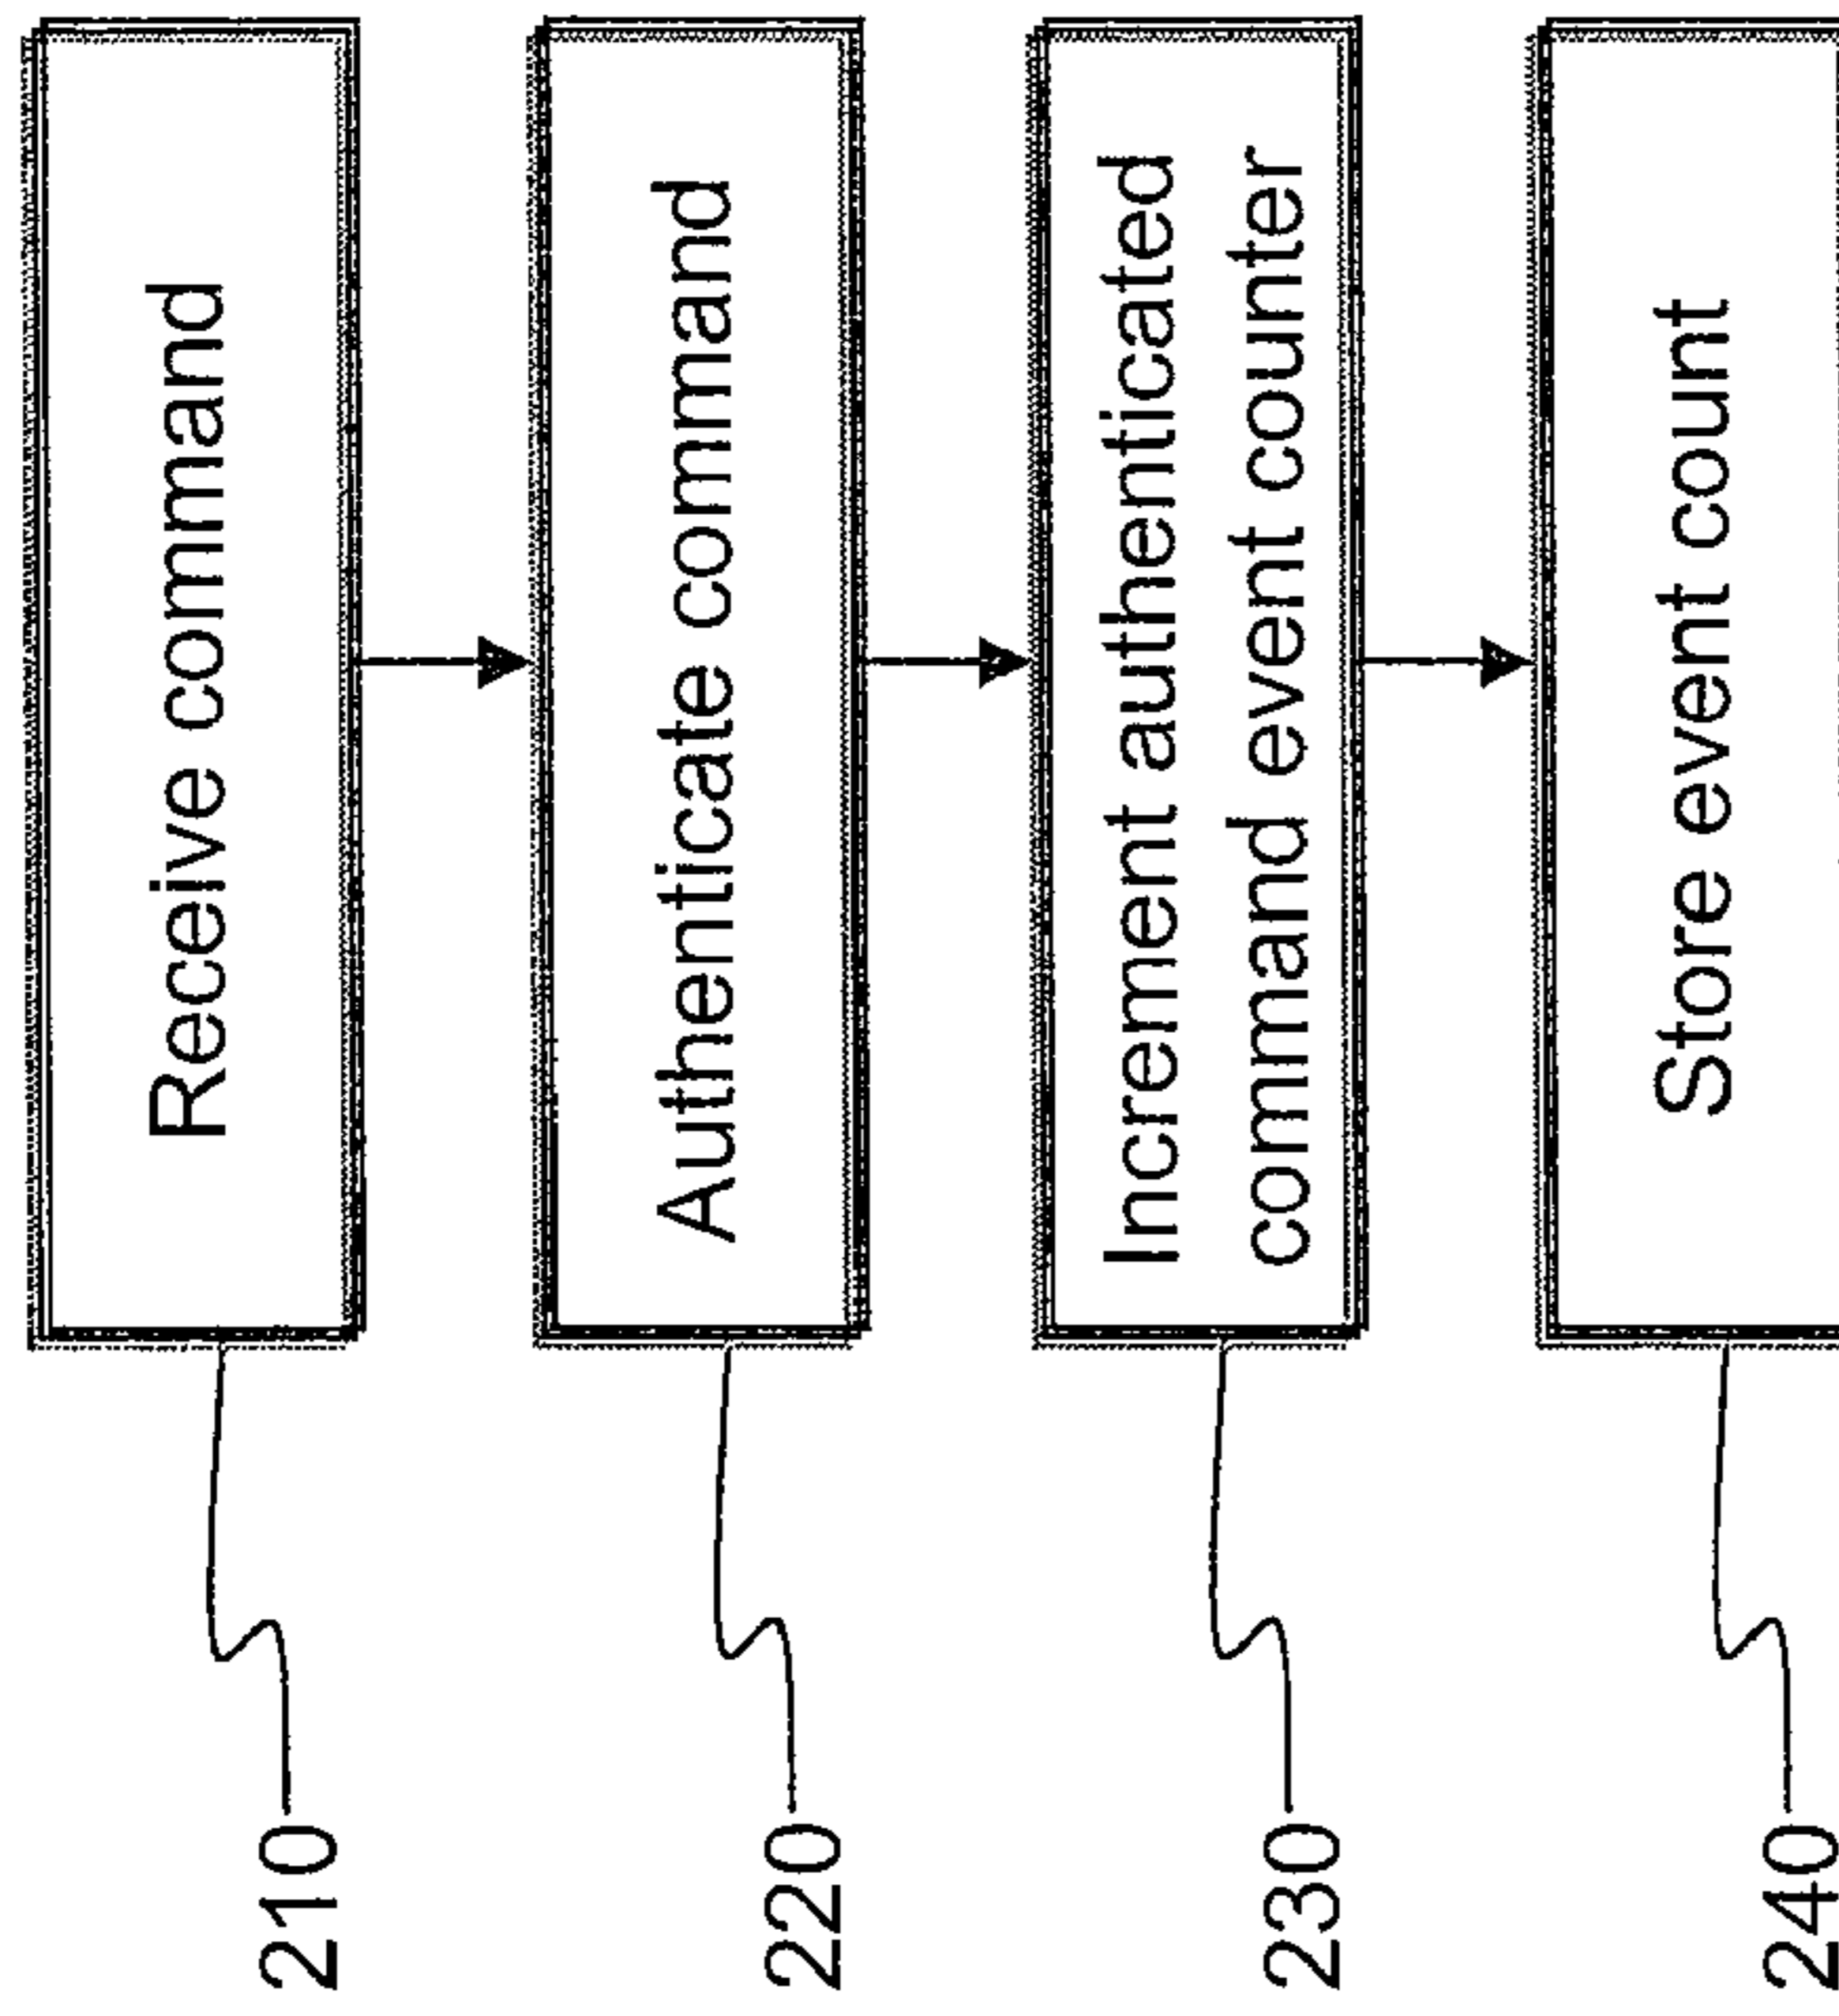 210
Receive command
220
Authenticate command
230
Increment authenticated
command event counter
240
Store event count